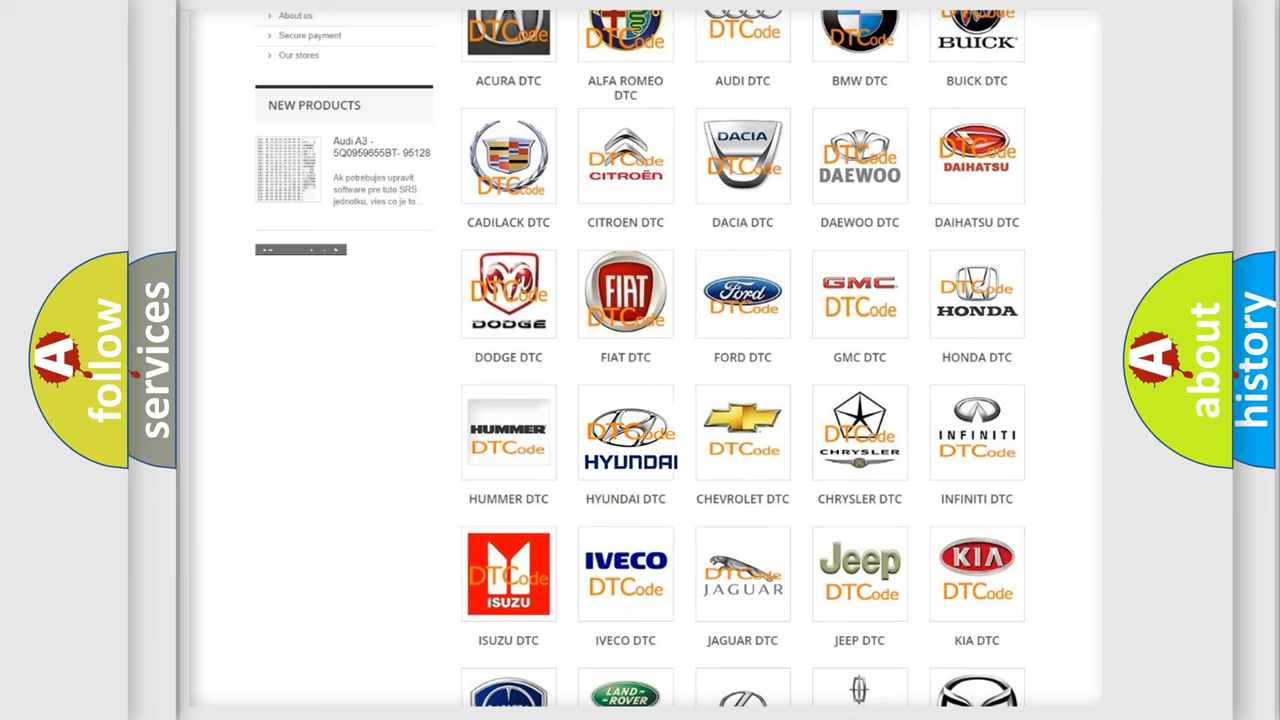 About us
Secure payment
Our stores
NEW PRODUCTS
Audi A3 -
5Q0959655BT- 95128
Ak potrebujes upravit
software pre tuto SRS
jednotku, vies co je to...
DTCode
DTCode
DTCode
DTCode
BUICK
ACURA DTC
ALFA ROMEO
DTC
AUDI DTC
BMW DTC
BUICK DTC
DTCode
DTCode
CITROËN
DACIA
DTCode
DTCode
DAEWOO
DTCode
DAIHATSU
CADILACK DTC
CITROEN DTC
DACIA DTC
DAEWOO DTC
DAIHATSU DTC
DTCode
DODGE
FIAT
DTCode
Ford
DTCode
GMC
DTCode
DTCode
HONDA
DODGE DTC
FIAT DTC
FORD DTC
GMC DTC
HONDA DTC
HUMMER
DTCode
DTCode
HYUNDAI
DTCode
DTCode
CHRYSLER
INFINITI
DTCode
HUMMER DTC
HYUNDAI DTC
CHEVROLET DTC
CHRYSLER DTC
INFINITI DTC
DTCode
ISUZU
IVECO
DTCode
DTCode
JAGUAR
Jeep
DTCode
KIA
DTCode
ISUZU DTC
IVECO DTC
JAGUAR DTC
JEEP DTC
KIA DTC
LAND-
ROVER
A
follow
services
A
about
history